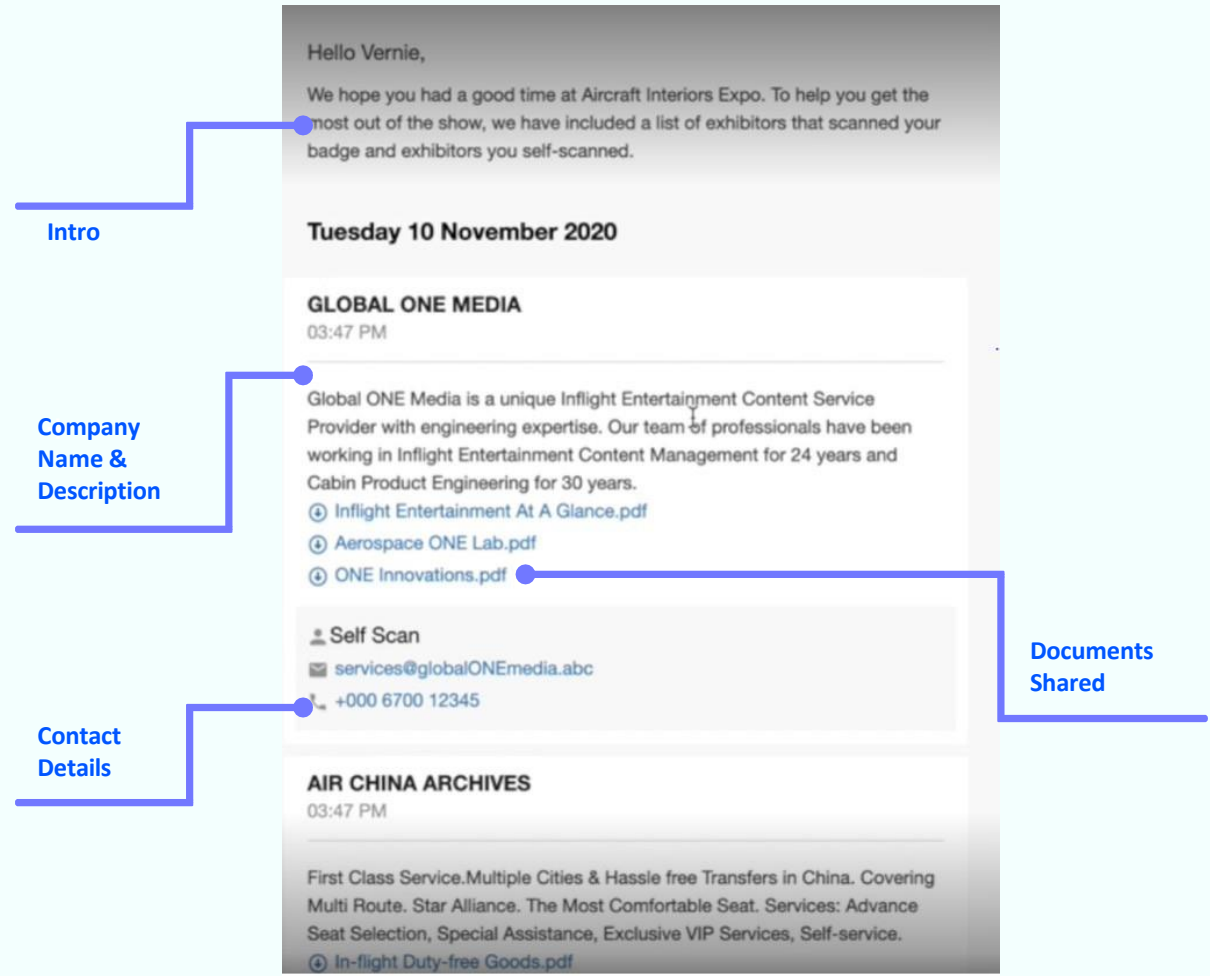 Hello Vernie,
We hope you had a good time at Aircraft Interiors Expo. To help you get the
most out of the show, we have included a list of exhibitors that scanned your
badge and exhibitors you self-scanned.
Intro
Tuesday 10 November 2020
GLOBAL ONE MEDIA
03:47 PM
Company
Name &
Description
Global ONE Media is a unique Inflight Entertainment Content Service
Provider with engineering expertise. Our team of professionals have been
working in Inflight Entertainment Content Management for 24 years and
Cabin Product Engineering for 30 years.
Inflight Entertainment At A Glance.pdf
Aerospace ONE Lab.pdf
ONE Innovations.pdf
Documents
Shared
Self Scan
services@globalONEmedia.abc
+000 6700 12345
Contact
Details
AIR CHINA ARCHIVES
03:47 PM
First Class Service.Multiple Cities & Hassle free Transfers in China. Covering
Multi Route. Star Alliance. The Most Comfortable Seat. Services: Advance
Seat Selection, Special Assistance, Exclusive VIP Services, Self-service.
In-flight Duty-free Goods.pdf